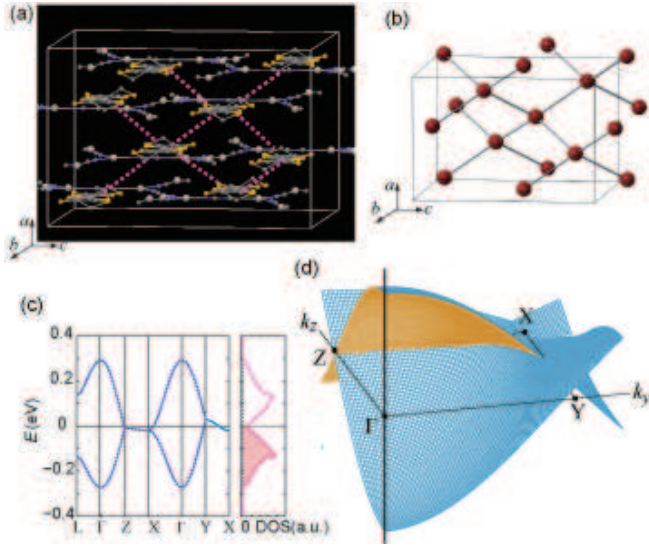 (a)
a
b
c
(b)
a
b
c
(c)
E(eV)
0.4
0.2
0
−0.2
−0.4
L Γ Z X Γ Y X
0 DOS(a.u.)
(d)
k_z
Z
X
Γ
Y
k_y